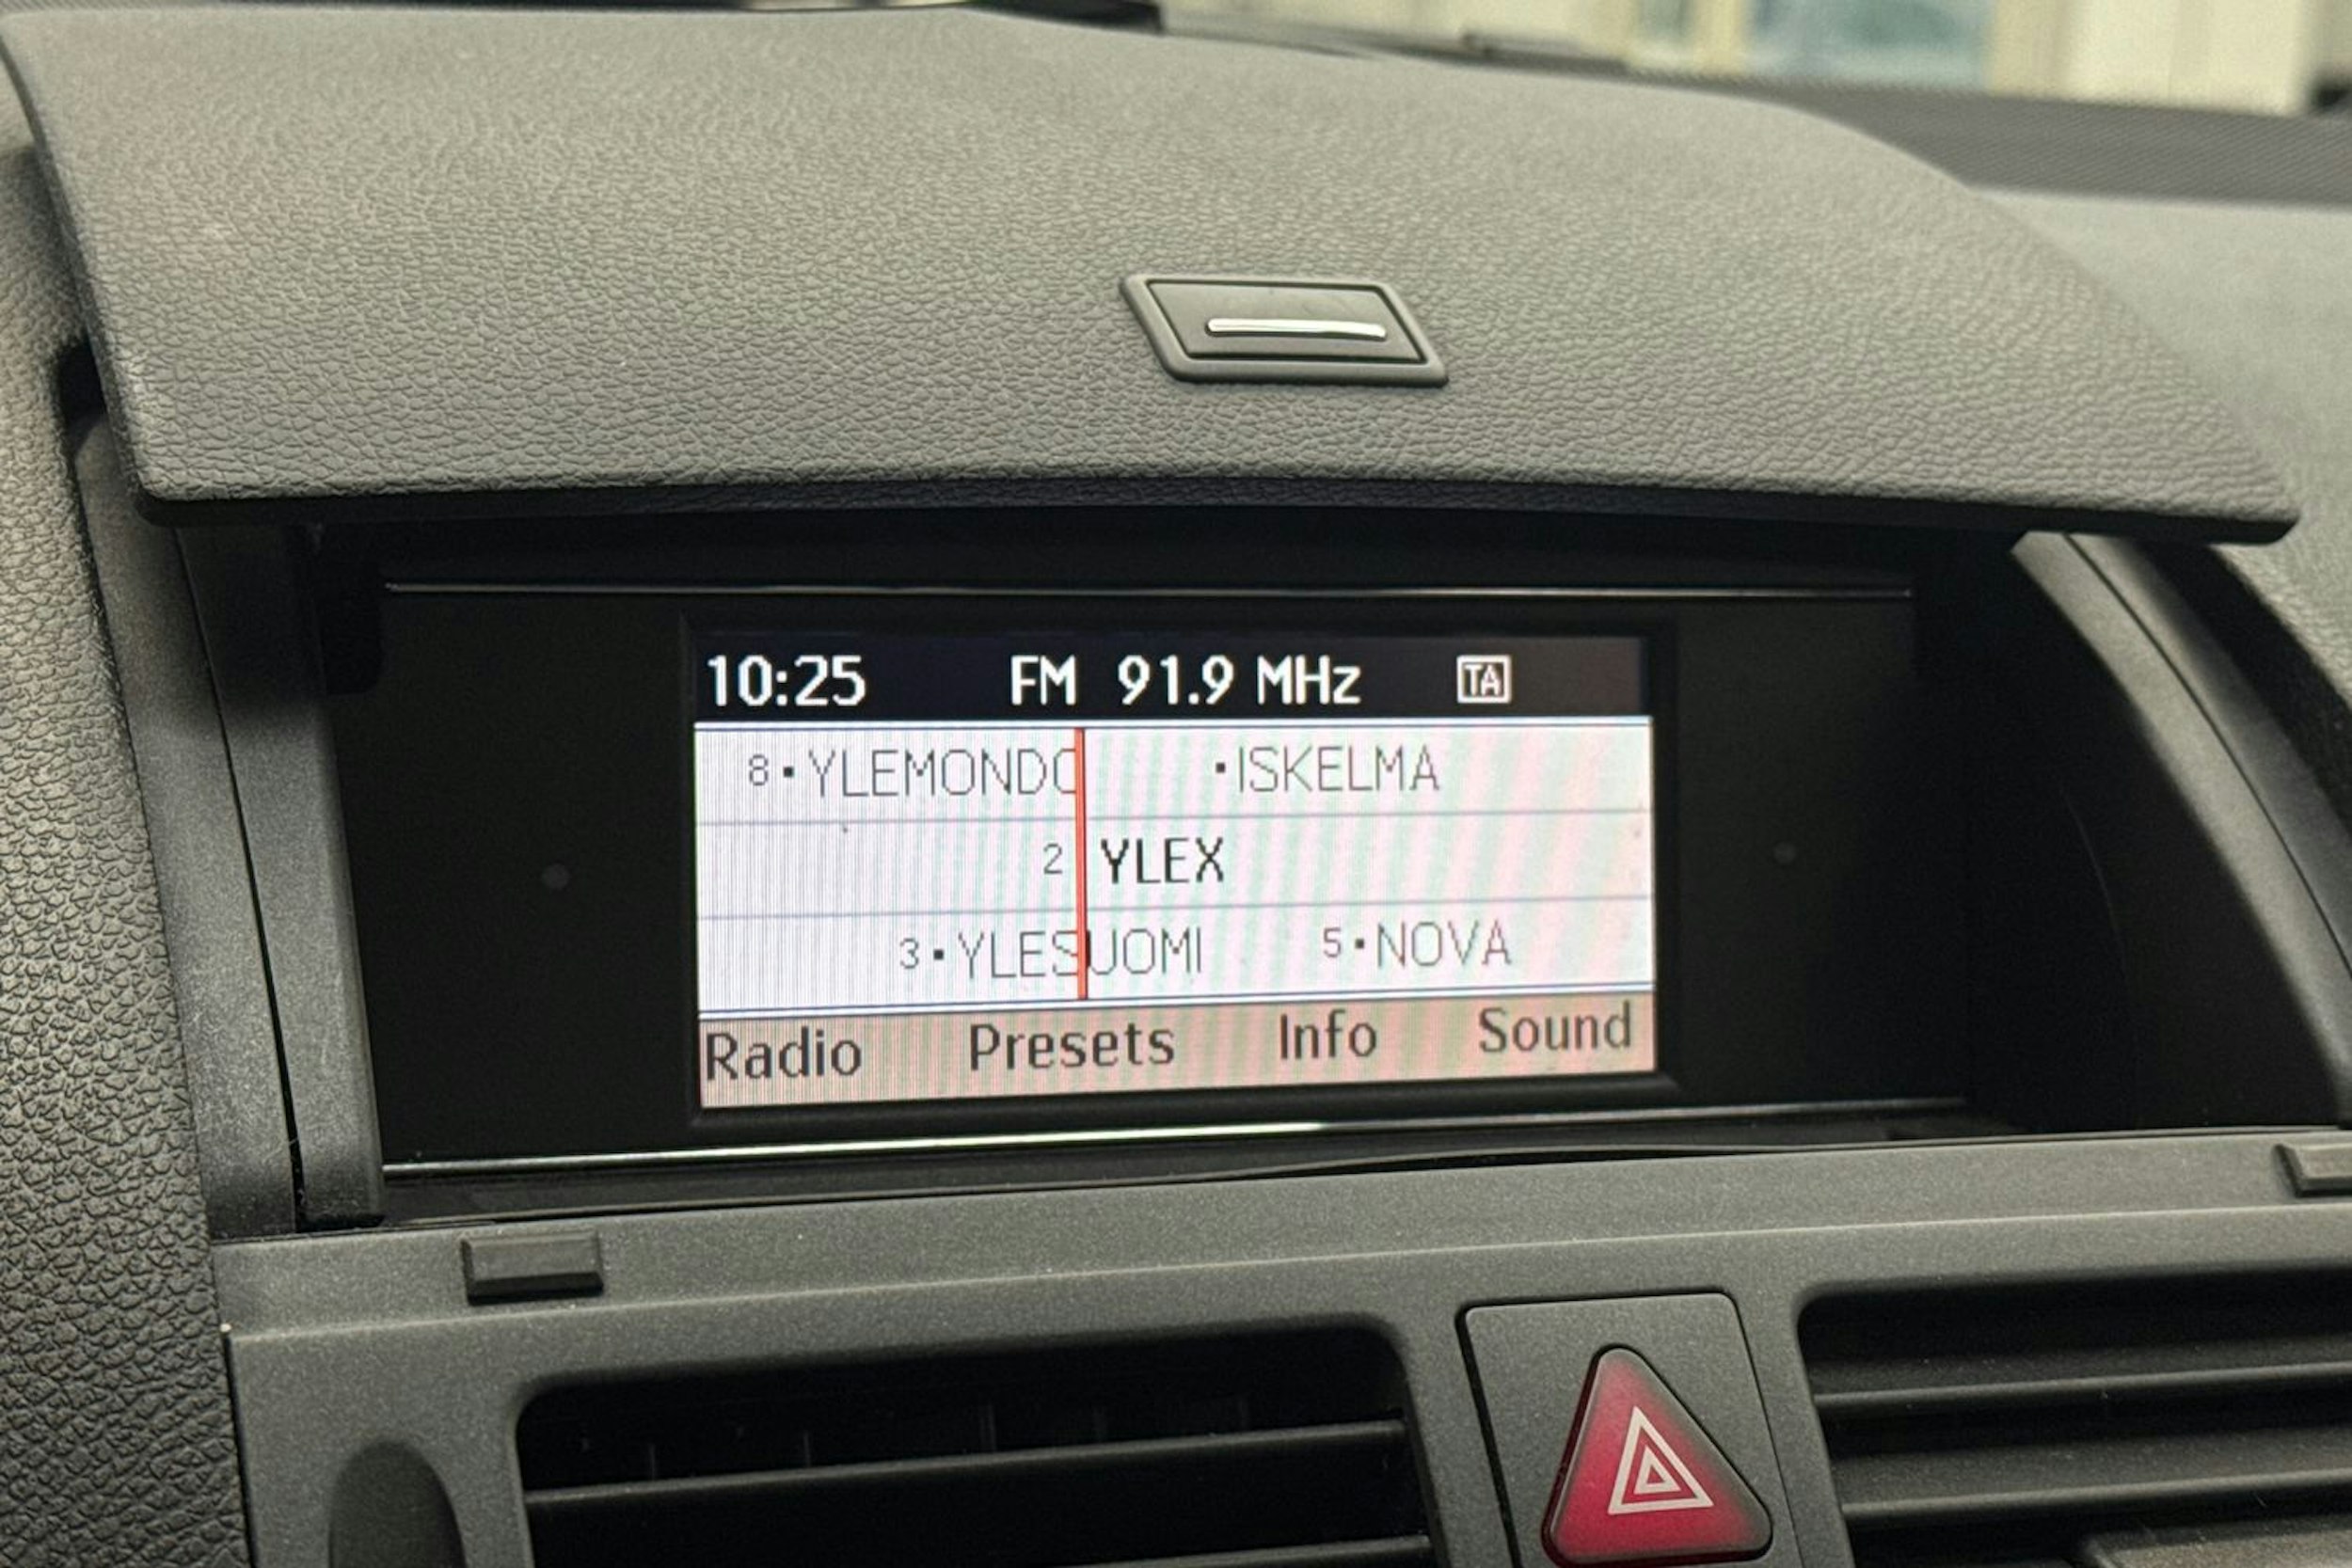 10:25 FM 91.9 MHz TA
8 • YLEMONDO • ISKELMA
2 YLEX
3 • YLESUOMI 5 • NOVA
Radio Presets Info Sound